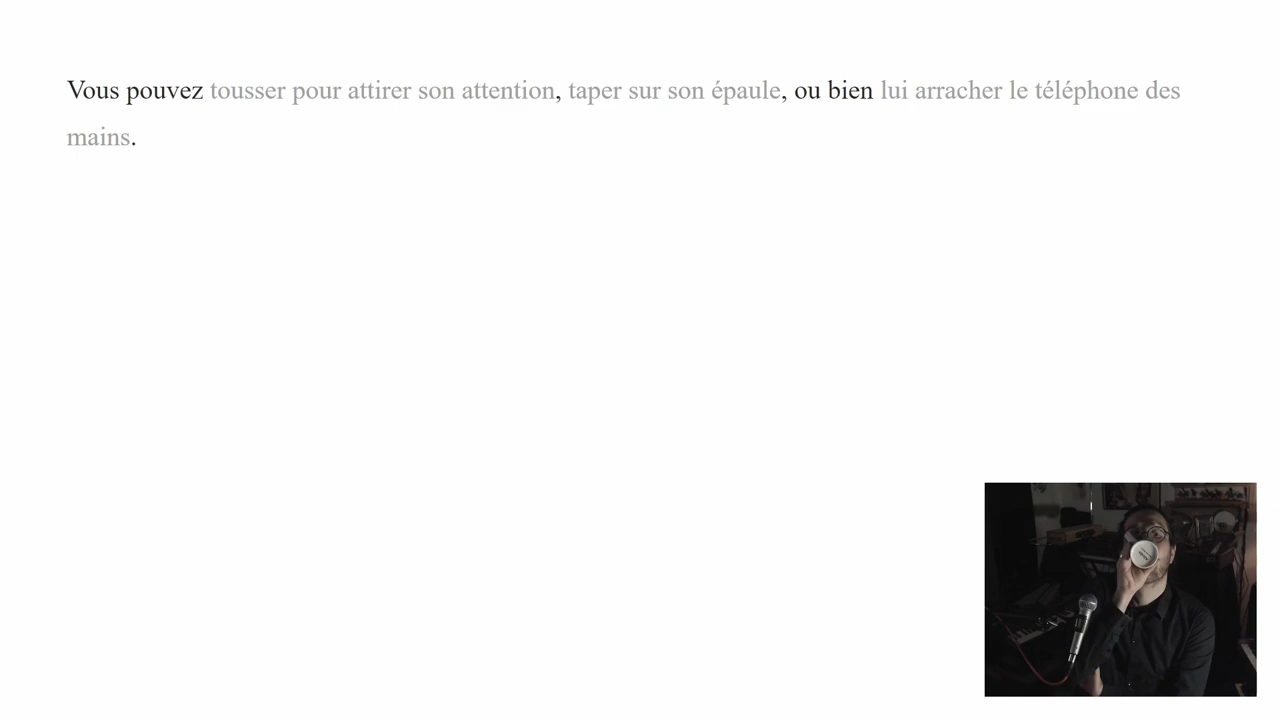 Vous pouvez tousser pour attirer son attention, taper sur son épaule, ou bien lui arracher le téléphone des
mains.